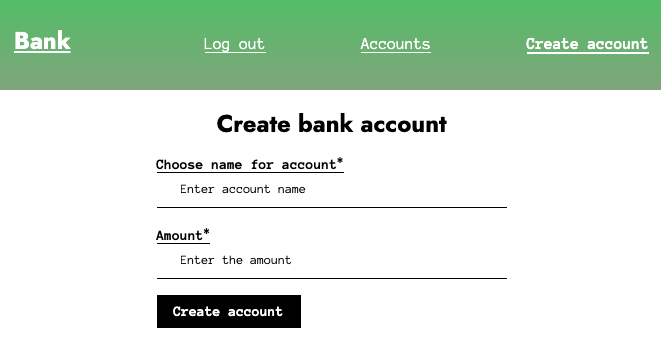 Bank
Log out
Accounts
Create account
Create bank account
Choose name for account*
Enter account name
Amount*
Enter the amount
Create account